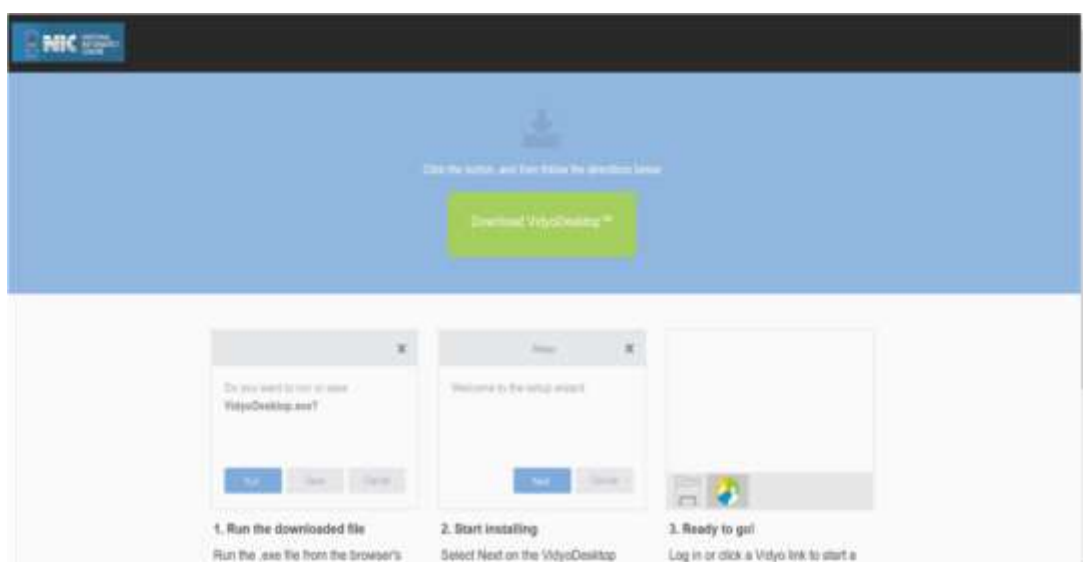 NIC NATIONAL
INFORMATICS
CENTRE
Click the button, and then follow the directions below
Download VidyoDesktop™
Do you want to run or save
VidyoDesktop.exe?
Run Save Cancel
Welcome to the setup wizard
Next Cancel
1. Run the downloaded file
Run the .exe file from the browser's
2. Start installing
Select Next on the VidyoDesktop
3. Ready to go!
Log in or click a Vidyo link to start a